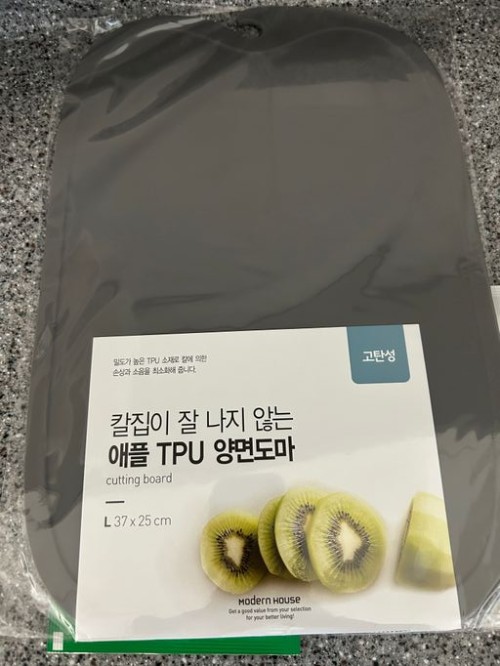 밀도가 높은 TPU 소재로 칼에 의한
손상과 소음을 최소화해 줍니다.
고탄성
칼집이 잘 나지 않는
애플 TPU 양면도마
cutting board
L 37 x 25 cm
MODERN HOUSE
Get a good value from your selection
for your better living!